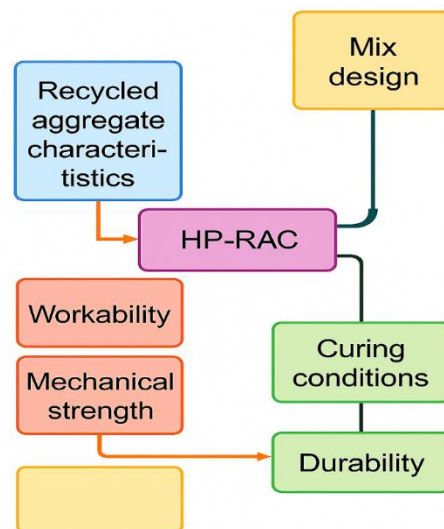 Mix
design
Recycled
aggregate
characteri-
tistics
HP-RAC
Workability
Curing
conditions
Mechanical
strength
Durability